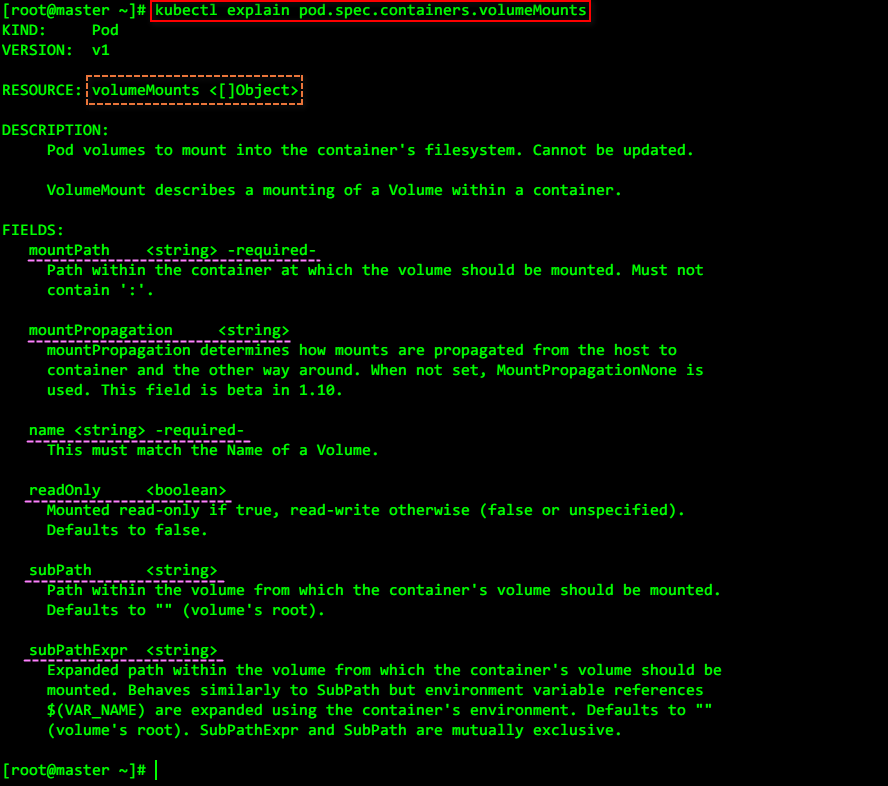 [root@master ~]# kubectl explain pod.spec.containers.volumeMounts
KIND:     Pod
VERSION:  v1
RESOURCE: volumeMounts <[]Object>
DESCRIPTION:
     Pod volumes to mount into the container's filesystem. Cannot be updated.
     VolumeMount describes a mounting of a Volume within a container.
FIELDS:
   mountPath    <string> -required-
     Path within the container at which the volume should be mounted. Must not
     contain ':'.
   mountPropagation     <string>
     mountPropagation determines how mounts are propagated from the host to
     container and the other way around. When not set, MountPropagationNone is
     used. This field is beta in 1.10.
   name <string> -required-
     This must match the Name of a Volume.
   readOnly     <boolean>
     Mounted read-only if true, read-write otherwise (false or unspecified).
     Defaults to false.
   subPath      <string>
     Path within the volume from which the container's volume should be mounted.
     Defaults to "" (volume's root).
   subPathExpr  <string>
     Expanded path within the volume from which the container's volume should be
     mounted. Behaves similarly to SubPath but environment variable references
     $(VAR_NAME) are expanded using the container's environment. Defaults to ""
     (volume's root). SubPathExpr and SubPath are mutually exclusive.
[root@master ~]#